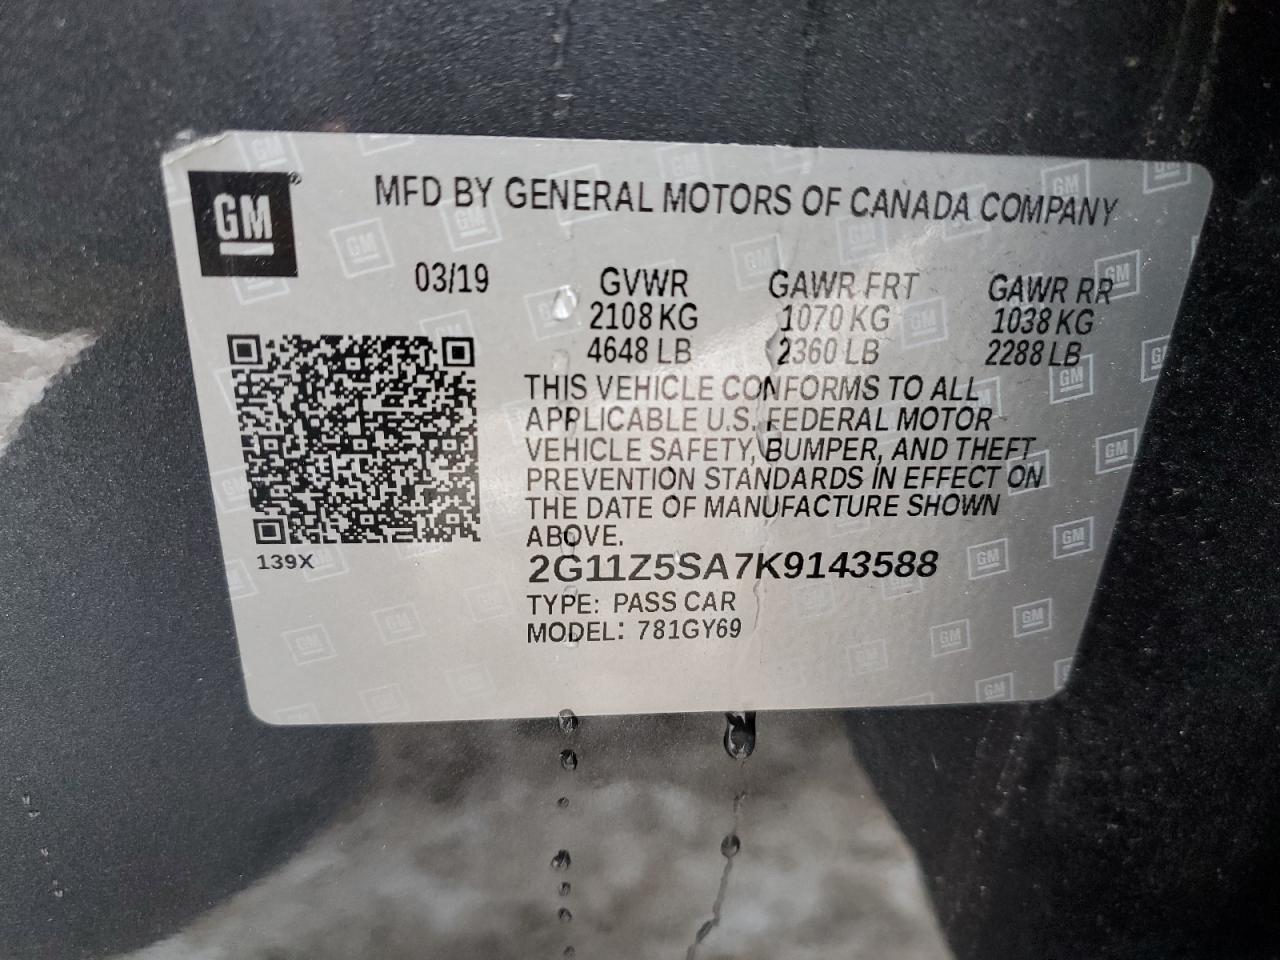 GM
MFD BY GENERAL MOTORS OF CANADA COMPANY
03/19 GVWR GAWR FRT GAWR RR
2108 KG 1070 KG 1038 KG
4648 LB 2360 LB 2288 LB
THIS VEHICLE CONFORMS TO ALL
APPLICABLE U.S. FEDERAL MOTOR
VEHICLE SAFETY, BUMPER, AND THEFT
PREVENTION STANDARDS IN EFFECT ON
THE DATE OF MANUFACTURE SHOWN
ABOVE.
139X
2G11Z5SA7K9143588
TYPE: PASS CAR
MODEL: 781GY69